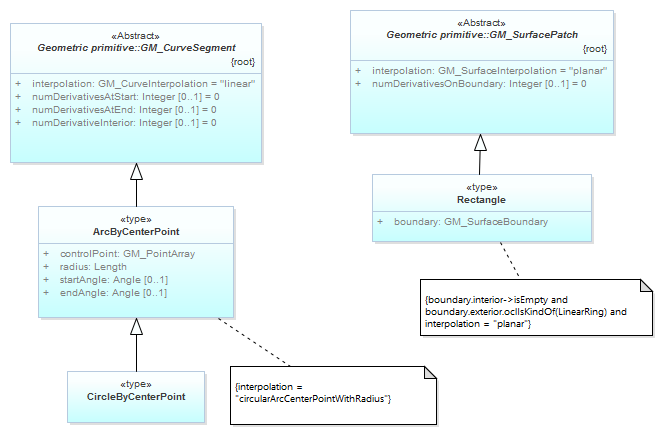 «Abstract»
Geometric primitive::GM_CurveSegment
{root}
+ interpolation: GM_CurveInterpolation = "linear"
+ numDerivativesAtStart: Integer [0..1] = 0
+ numDerivativesAtEnd: Integer [0..1] = 0
+ numDerivativeInterior: Integer [0..1] = 0
«Abstract»
Geometric primitive::GM_SurfacePatch
{root}
+ interpolation: GM_SurfaceInterpolation = "planar"
+ numDerivativesOnBoundary: Integer [0..1] = 0
«type»
ArcByCenterPoint
+ controlPoint: GM_PointArray
+ radius: Length
+ startAngle: Angle [0..1]
+ endAngle: Angle [0..1]
«type»
Rectangle
+ boundary: GM_SurfaceBoundary
{boundary.interior->isEmpty and
boundary.exterior.oclIsKindOf(LinearRing) and
interpolation = "planar"}
«type»
CircleByCenterPoint
{interpolation =
"circularArcCenterPointWithRadius"}